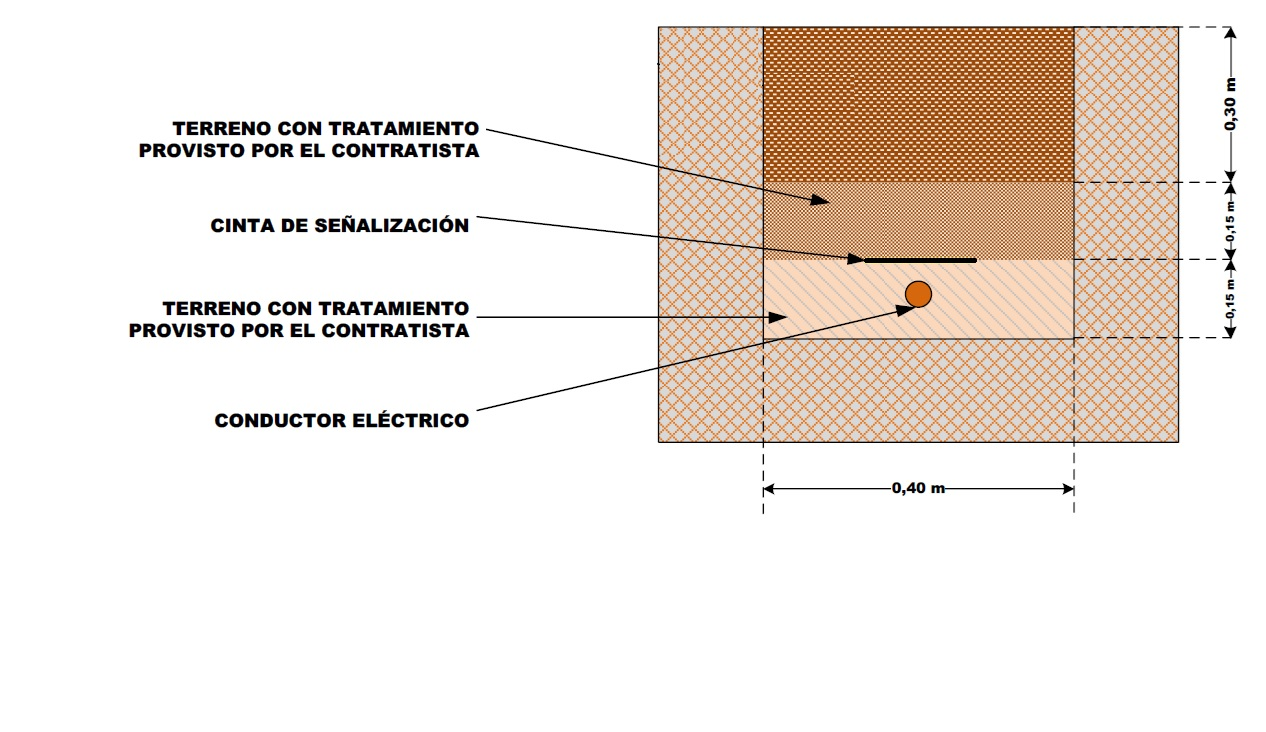 TERRENO CON TRATAMIENTO
PROVISTO POR EL CONTRATISTA
CINTA DE SEÑALIZACIÓN
TERRENO CON TRATAMIENTO
PROVISTO POR EL CONTRATISTA
CONDUCTOR ELÉCTRICO
0,30 m
0,15 m
0,15 m
0,40 m